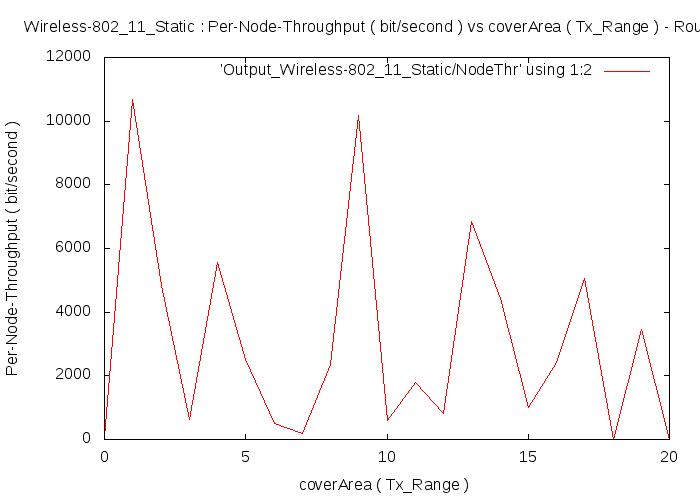 Wireless-802_11_Static : Per-Node-Throughput ( bit/second ) vs coverArea ( Tx_Range ) - Rou
'Output_Wireless-802_11_Static/NodeThr' using 1:2
12000
10000
8000
6000
4000
2000
0
Per-Node-Throughput ( bit/second )
0 5 10 15 20
coverArea ( Tx_Range )